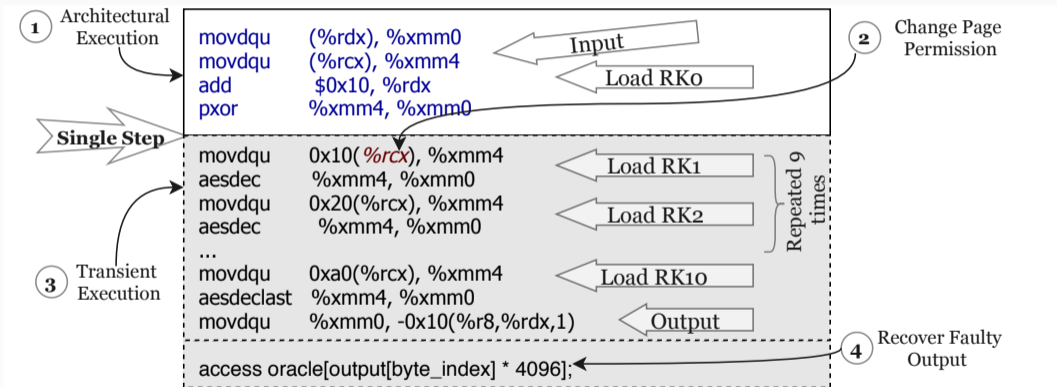 1
Architectural
Execution
movdqu (%rdx), %xmm0
movdqu (%rcx), %xmm4
add $0x10, %rdx
pxor %xmm4, %xmm0
Input
Load RK0
2
Change Page
Permission
Single Step
movdqu 0x10(%rcx), %xmm4
aesdec %xmm4, %xmm0
movdqu 0x20(%rcx), %xmm4
aesdec %xmm4, %xmm0
...
movdqu 0xa0(%rcx), %xmm4
aesdeclast %xmm4, %xmm0
movdqu %xmm0, -0x10(%r8,%rdx,1)
Load RK1
Load RK2
Load RK10
Output
Repeated 9
times
3
Transient
Execution
access oracle[output[byte_index] * 4096];
4
Recover Faulty
Output